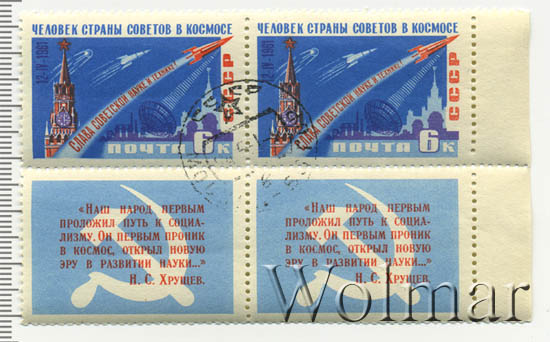 ЧЕЛОВЕК СТРАНЫ СОВЕТОВ В КОСМОСЕ
12-IV-1961
СЛАВА СОВЕТСКОЙ НАУКЕ И ТЕХНИКЕ!
СССР
ПОЧТА 6 К
ЧЕЛОВЕК СТРАНЫ СОВЕТОВ В КОСМОСЕ
12-IV-1961
СЛАВА СОВЕТСКОЙ НАУКЕ И ТЕХНИКЕ!
СССР
ПОЧТА 6 К
«НАШ НАРОД ПЕРВЫМ
ПРОЛОЖИЛ ПУТЬ К СОЦИА-
ЛИЗМУ. ОН ПЕРВЫМ ПРОНИК
В КОСМОС, ОТКРЫЛ НОВУЮ
ЭРУ В РАЗВИТИИ НАУКИ...»
Н. С. ХРУЩЕВ.
«НАШ НАРОД ПЕРВЫМ
ПРОЛОЖИЛ ПУТЬ К СОЦИА-
ЛИЗМУ. ОН ПЕРВЫМ ПРОНИК
В КОСМОС, ОТКРЫЛ НОВУЮ
ЭРУ В РАЗВИТИИ НАУКИ...»
Н. С. ХРУЩЕВ.
Wolmar